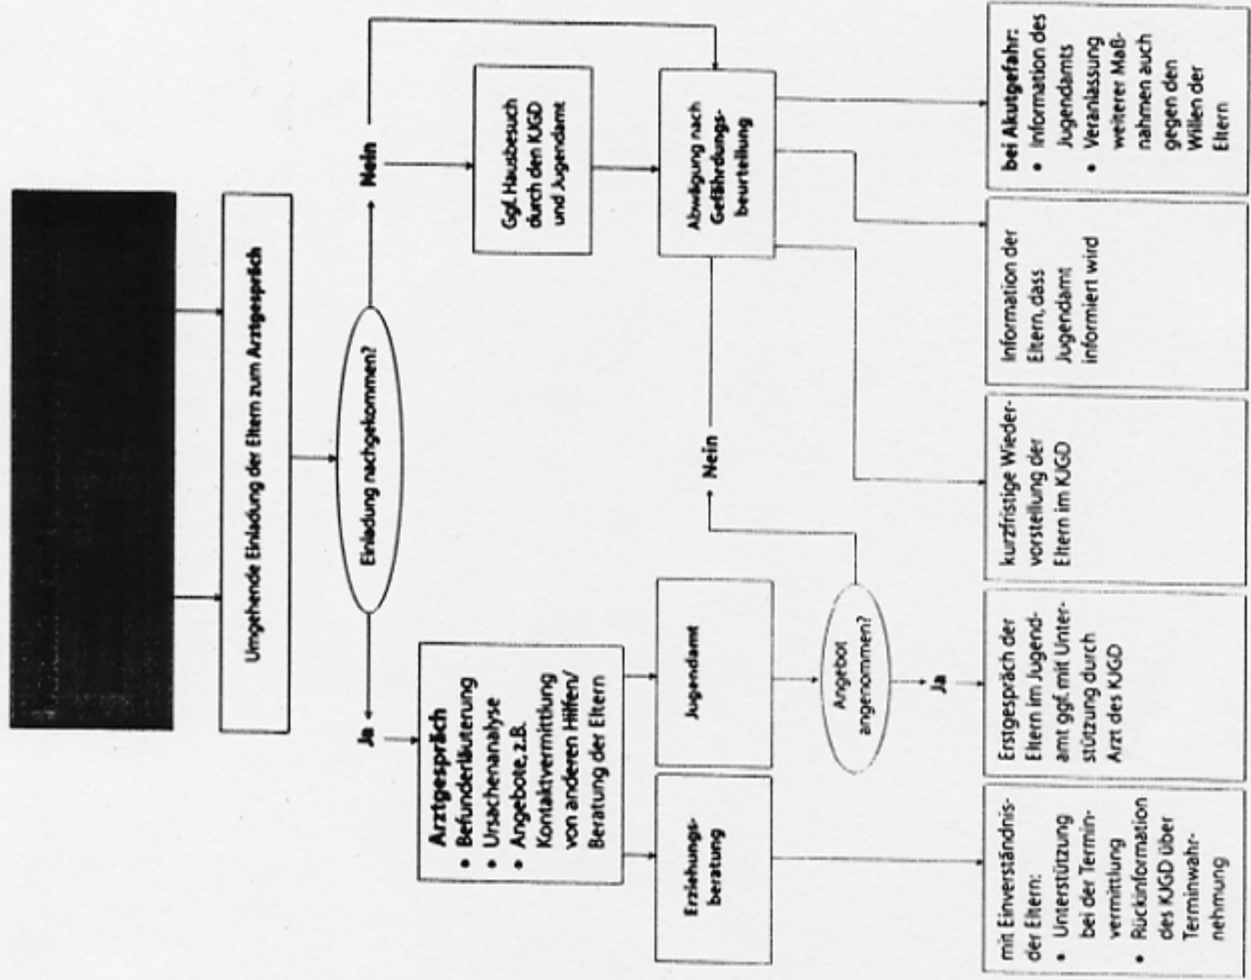 Umgehende Einladung der Eltern zum Arztgespräch
Einladung nachgekommen?
Ja
Nein
Arztgespräch
• Befunderläuterung
• Ursachenanalyse
• Angebote, z.B.
Kontaktvermittlung
von anderen Hilfen/
Beratung der Eltern
Ggf. Hausbesuch
durch den KJGD
und Jugendamt
Erziehungs-
beratung
Jugendamt
Abwägung nach
Gefährdungs-
beurteilung
Angebot
angenommen?
Nein
Ja
mit Einverständnis
der Eltern:
• Unterstützung
bei der Termin-
vermittlung
• Rückinformation
des KJGD über
Terminwahr-
nehmung
Erstgespräch der
Eltern im Jugend-
amt ggf. mit Unter-
stützung durch
Arzt des KJGD
kurzfristige Wieder-
vorstellung der
Eltern im KJGD
Information der
Eltern, dass
Jugendamt
informiert wird
bei Akutgefahr:
• Information des
Jugendamts
• Veranlassung
weiterer Maß-
nahmen auch
gegen den
Willen der
Eltern